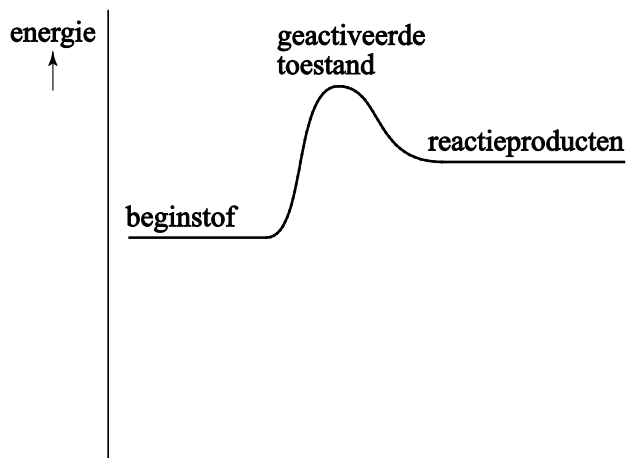 energie
geactiveerde
toestand
reactieproducten
beginstof